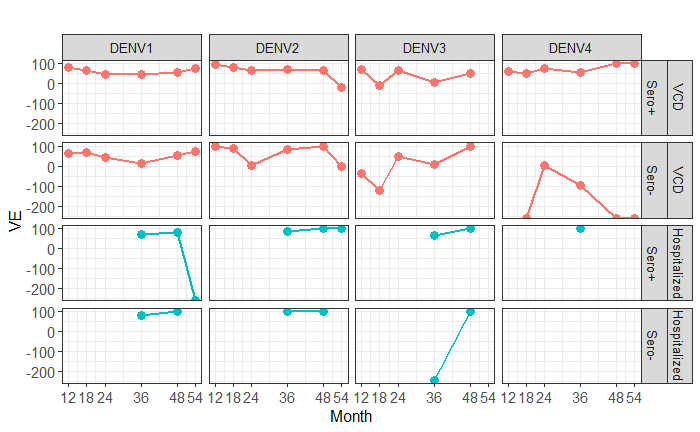 DENV1 DENV2 DENV3 DENV4
100
0
-100
-200
Sero+ VCD
100
0
-100
-200
Sero- VCD
100
0
-100
-200
Sero+ Hospitalized
100
0
-100
-200
Sero- Hospitalized
VE
12 18 24 36 48 54 12 18 24 36 48 54 12 18 24 36 48 54 12 18 24 36 48 54
Month